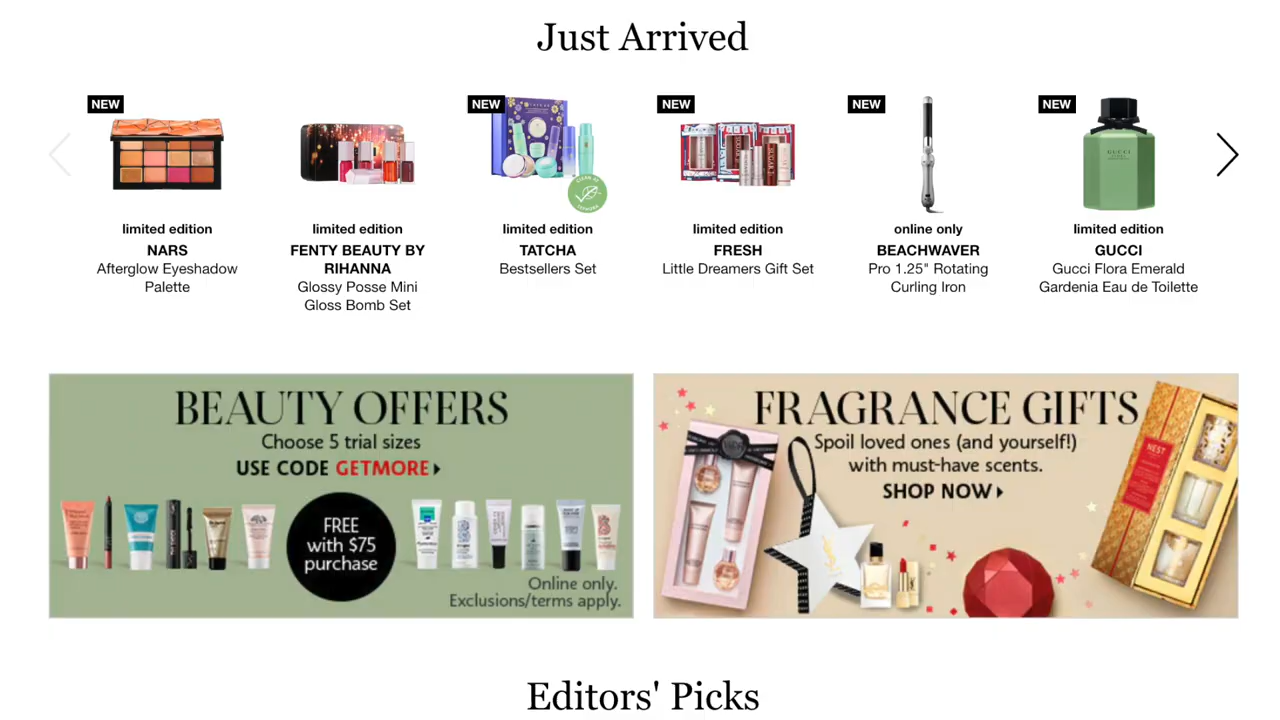 Just Arrived
NEW
NEW
NEW
NEW
NEW
limited edition
NARS
Afterglow Eyeshadow
Palette
limited edition
FENTY BEAUTY BY
RIHANNA
Glossy Posse Mini
Gloss Bomb Set
limited edition
TATCHA
Bestsellers Set
limited edition
FRESH
Little Dreamers Gift Set
online only
BEACHWAVER
Pro 1.25" Rotating
Curling Iron
GUCCI
limited edition
GUCCI
Gucci Flora Emerald
Gardenia Eau de Toilette
BEAUTY OFFERS
Choose 5 trial sizes
USE CODE GETMORE
FREE
with $75
purchase
Online only.
Exclusions/terms apply.
FRAGRANCE GIFTS
Spoil loved ones (and yourself!)
with must-have scents.
SHOP NOW
NEST
Editors' Picks